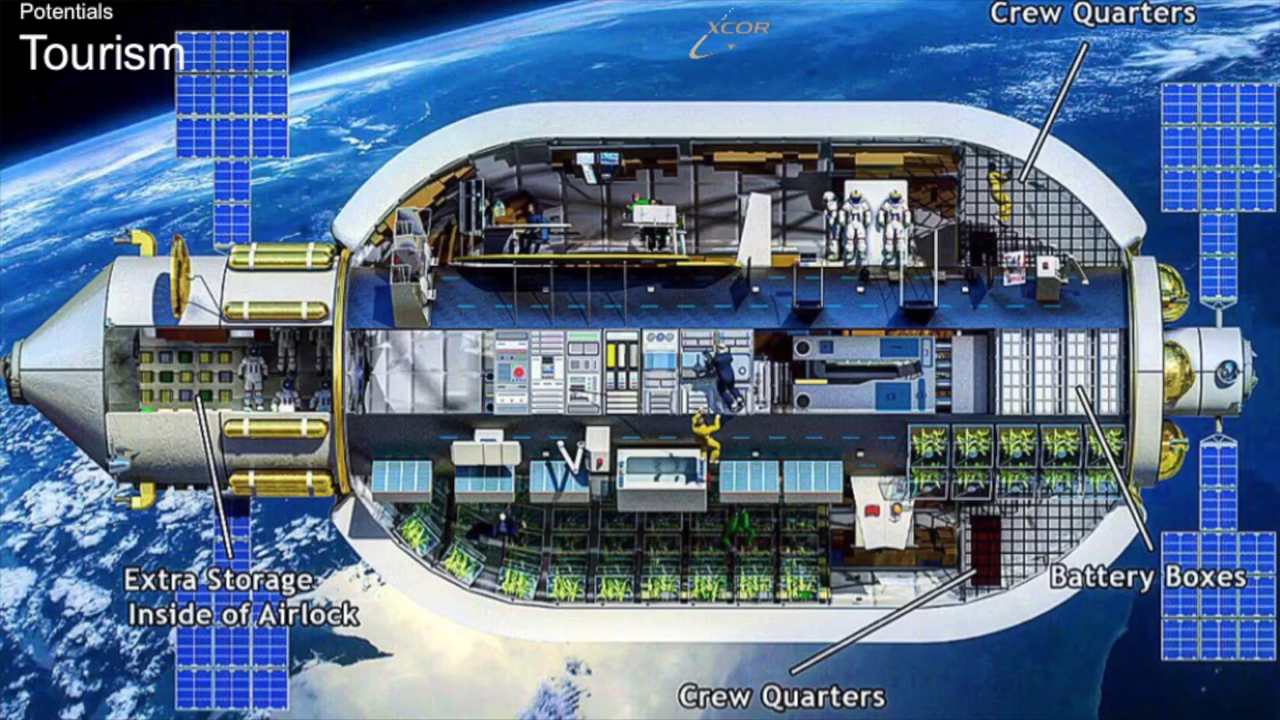 Potentials
Tourism
XCOR
Crew Quarters
Extra Storage
Inside of Airlock
Battery Boxes
Crew Quarters